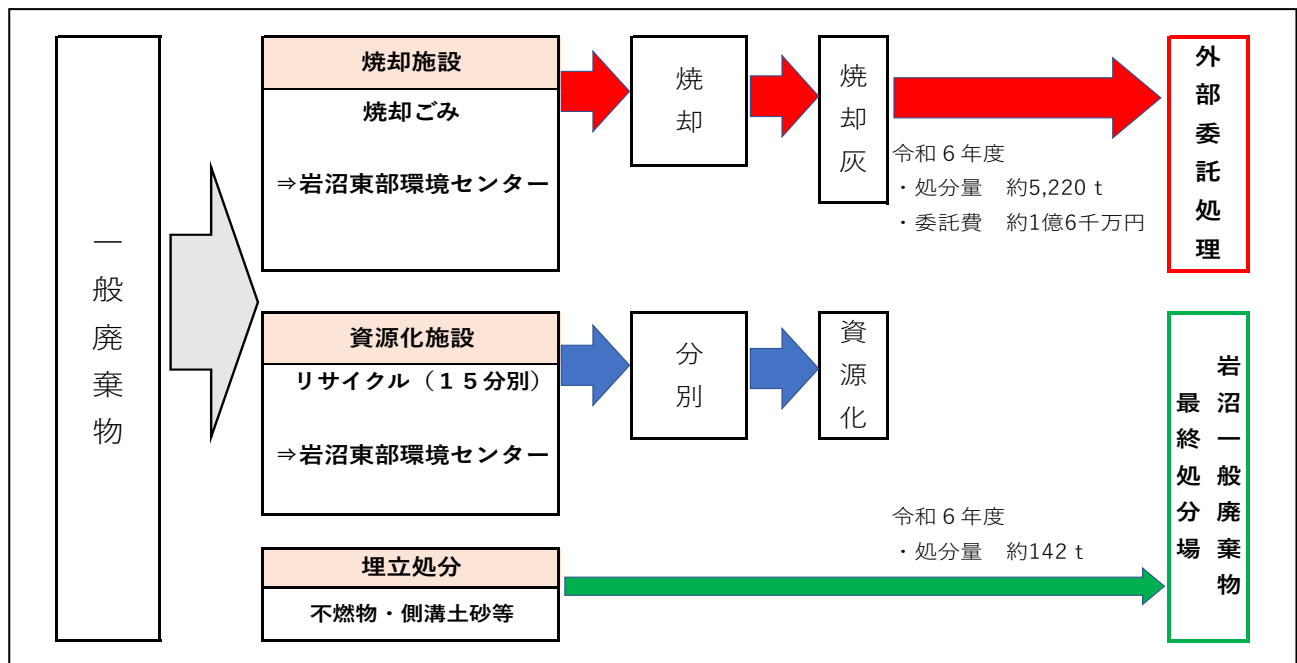 一般廃棄物
焼却施設
焼却ごみ
⇒岩沼東部環境センター
焼却
焼却灰
令和６年度
・処分量　約5,220ｔ
・委託費　約1億6千万円
外部委託処理
資源化施設
リサイクル（１５分別）
⇒岩沼東部環境センター
分別
資源化
埋立処分
不燃物・側溝土砂等
令和６年度
・処分量　約142ｔ
岩沼一般廃棄物
最終処分場